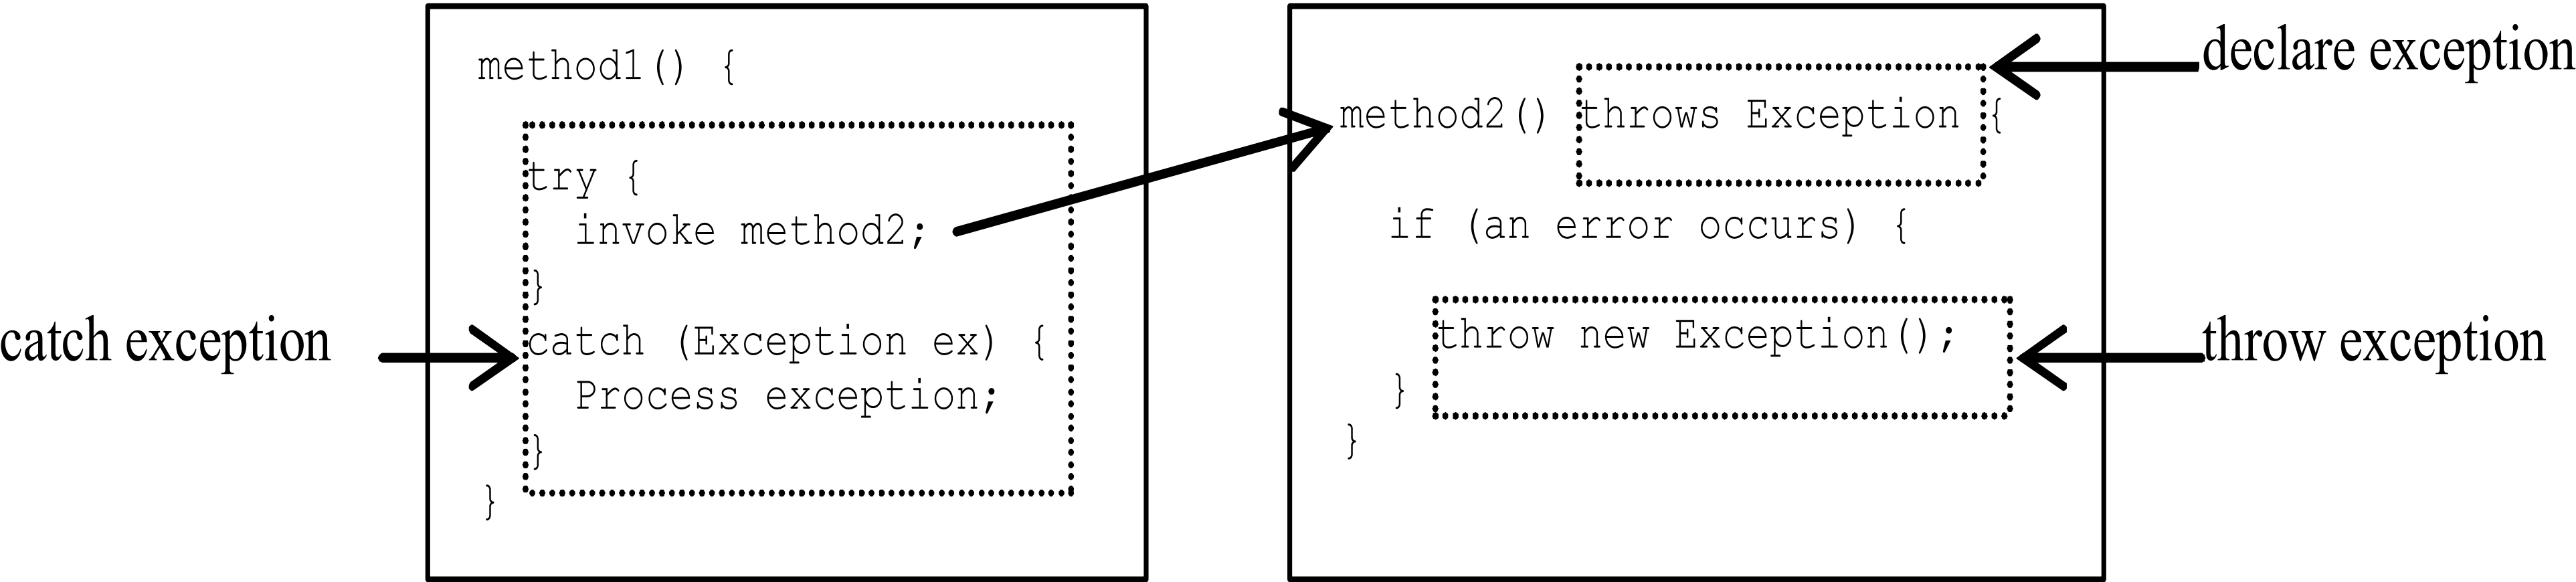 method1() {
try {
invoke method2;
}
catch (Exception ex) {
Process exception;
}
}
catch exception
method2() throws Exception {
if (an error occurs) {
throw new Exception();
}
}
declare exception
throw exception